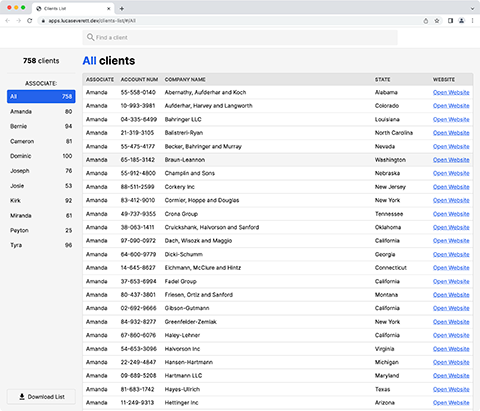 Clients List
apps.lucaseverett.dev/clients-list/#/All
Find a client
758 clients
ASSOCIATE:
All 758
Amanda 80
Bernie 94
Cameron 81
Dominic 100
Joseph 76
Josie 53
Kirk 92
Miranda 61
Peyton 25
Tyra 96
Download List
All clients
ASSOCIATE ACCOUNT NUM COMPANY NAME STATE WEBSITE
Amanda 55-558-0140 Abernathy, Aufderhar and Koch Alabama Open Website
Amanda 10-993-3981 Aufderhar, Harvey and Langworth Colorado Open Website
Amanda 04-335-6499 Bahringer LLC Louisiana Open Website
Amanda 21-319-3105 Balistreri-Ryan North Carolina Open Website
Amanda 55-475-4177 Becker, Bahringer and Murray Nevada Open Website
Amanda 65-185-3142 Braun-Leannon Washington Open Website
Amanda 55-912-4800 Champlin and Sons Nebraska Open Website
Amanda 88-511-2599 Corkery Inc New Jersey Open Website
Amanda 83-412-9010 Cormier, Hoppe and Douglas New York Open Website
Amanda 49-737-9355 Crona Group Tennessee Open Website
Amanda 38-063-1411 Cruickshank, Halvorson and Sanford Oklahoma Open Website
Amanda 97-090-0972 Dach, Wisozk and Maggio California Open Website
Amanda 64-600-9779 Dicki-Schumm Georgia Open Website
Amanda 14-645-8627 Eichmann, McClure and Hintz Connecticut Open Website
Amanda 37-653-6994 Fadel Group California Open Website
Amanda 80-437-3801 Friesen, Ortiz and Sanford Montana Open Website
Amanda 02-692-9666 Gibson-Gutmann California Open Website
Amanda 84-932-8277 Greenfelder-Zemlak New York Open Website
Amanda 67-860-6076 Haley-Lehner California Open Website
Amanda 54-653-3096 Halvorson Inc Virginia Open Website
Amanda 22-249-4847 Hansen-Hartmann Michigan Open Website
Amanda 09-689-5208 Hartmann LLC Maryland Open Website
Amanda 81-683-1742 Hayes-Ullrich Texas Open Website
Amanda 11-249-9313 Hettinger Inc Arizona Open Website